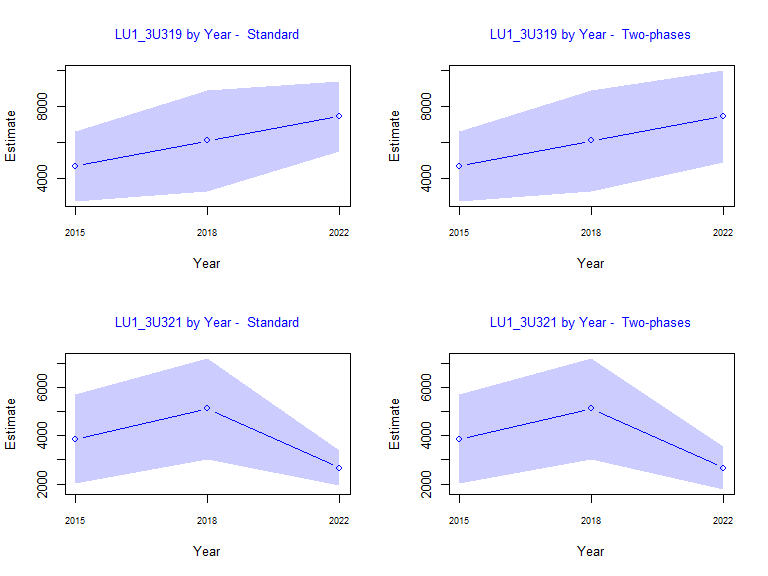 LU1_3U319 by Year -  Standard
Estimate
8000
4000
2015
2018
2022
Year
LU1_3U319 by Year -  Two-phases
Estimate
8000
4000
2015
2018
2022
Year
LU1_3U321 by Year -  Standard
Estimate
6000
4000
2000
2015
2018
2022
Year
LU1_3U321 by Year -  Two-phases
Estimate
6000
4000
2000
2015
2018
2022
Year